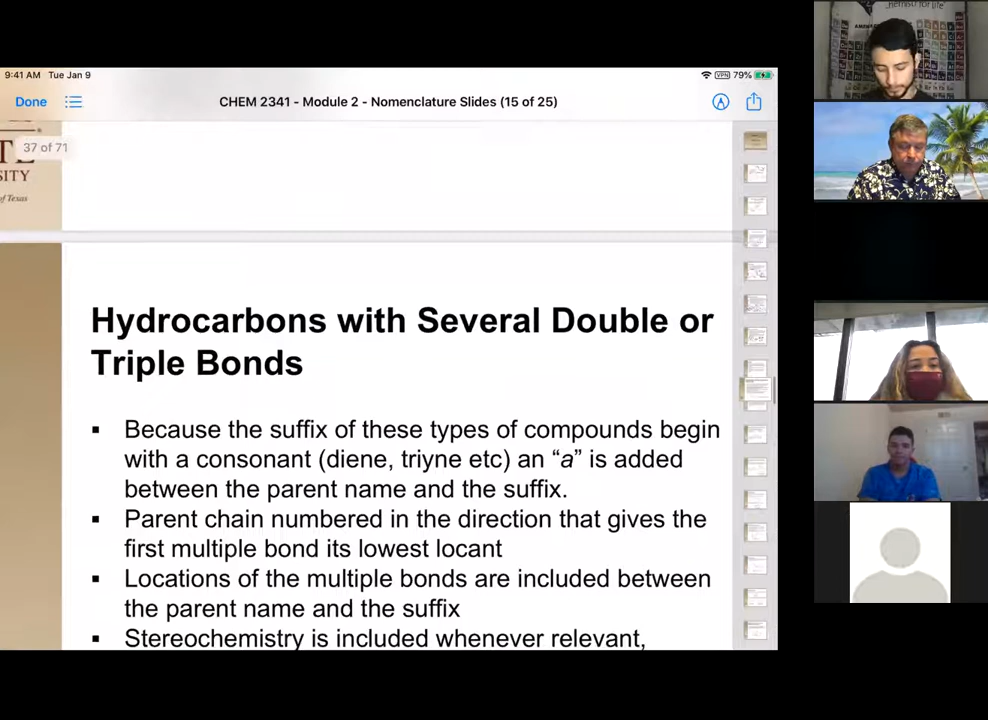 9:41 AM Tue Jan 9
VPN 79%
Done
CHEM 2341 - Module 2 - Nomenclature Slides (15 of 25)
37 of 71
SITY
of Texas
Hydrocarbons with Several Double or
Triple Bonds
▪ Because the suffix of these types of compounds begin
with a consonant (diene, triyne etc) an “a” is added
between the parent name and the suffix.
▪ Parent chain numbered in the direction that gives the
first multiple bond its lowest locant
▪ Locations of the multiple bonds are included between
the parent name and the suffix
▪ Stereochemistry is included whenever relevant,